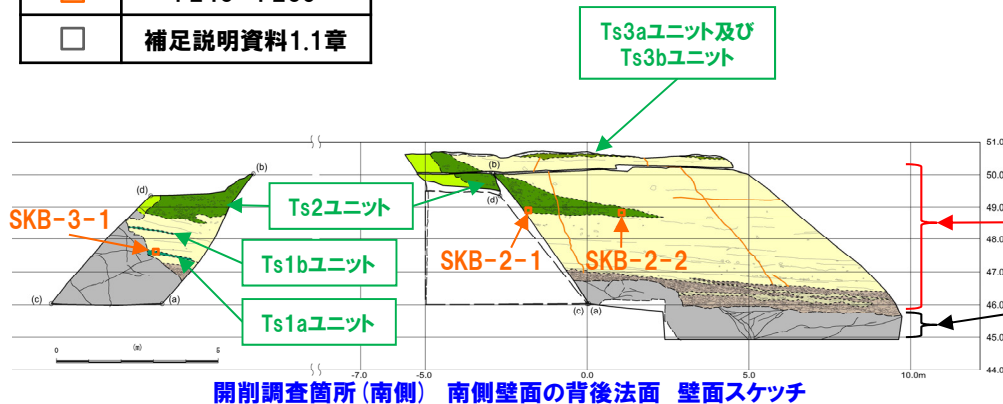 補足説明資料1.1章
Ts3aユニット及び
Ts3bユニット
51.0
(b)
(b)
50.0
(d)
Ts2ユニット
(d)
49.0
SKB-3-1
SKB-2-1
SKB-2-2
48.0
Ts1bユニット
47.0
(c)
(a)
(c)
(a)
46.0
Ts1aユニット
0
(m)
5
45.0
-7.0
-5.0
0.0
5.0
10.0m
44.0
開削調査箇所(南側) 南側壁面の背後法面 壁面スケッチ